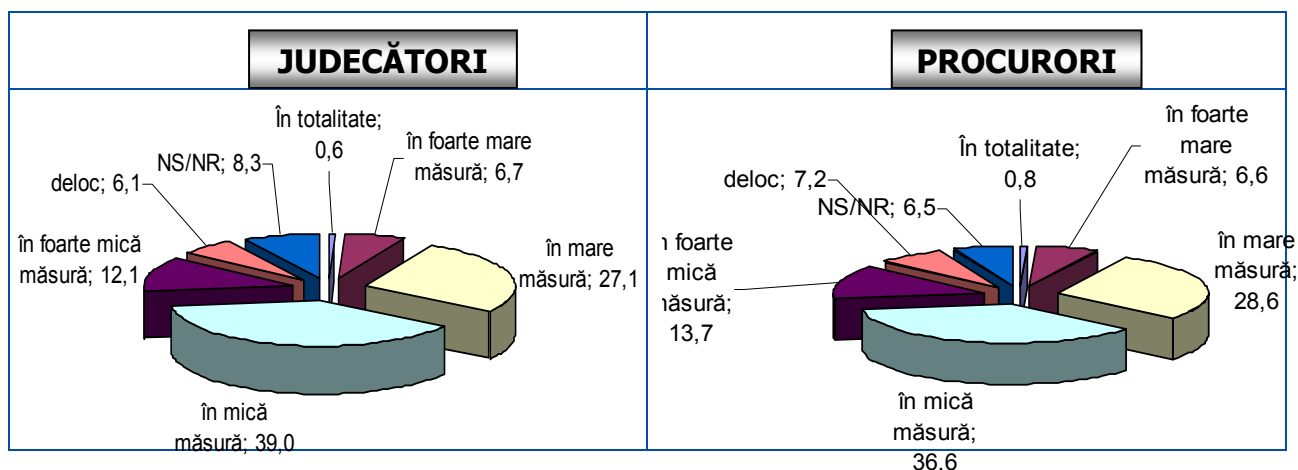 JUDECĂTORI
În totalitate;
0,6
în foarte mare
măsură; 6,7
NS/NR; 8,3
deloc; 6,1
în foarte mică
măsură; 12,1
în mare
măsură; 27,1
în mică
măsură; 39,0
PROCURORI
în foarte
mare
măsură; 6,6
În totalitate;
0,8
deloc; 7,2
NS/NR; 6,5
n foarte
mică
năsură;
13,7
în mare
măsură;
28,6
în mică
măsură;
36,6